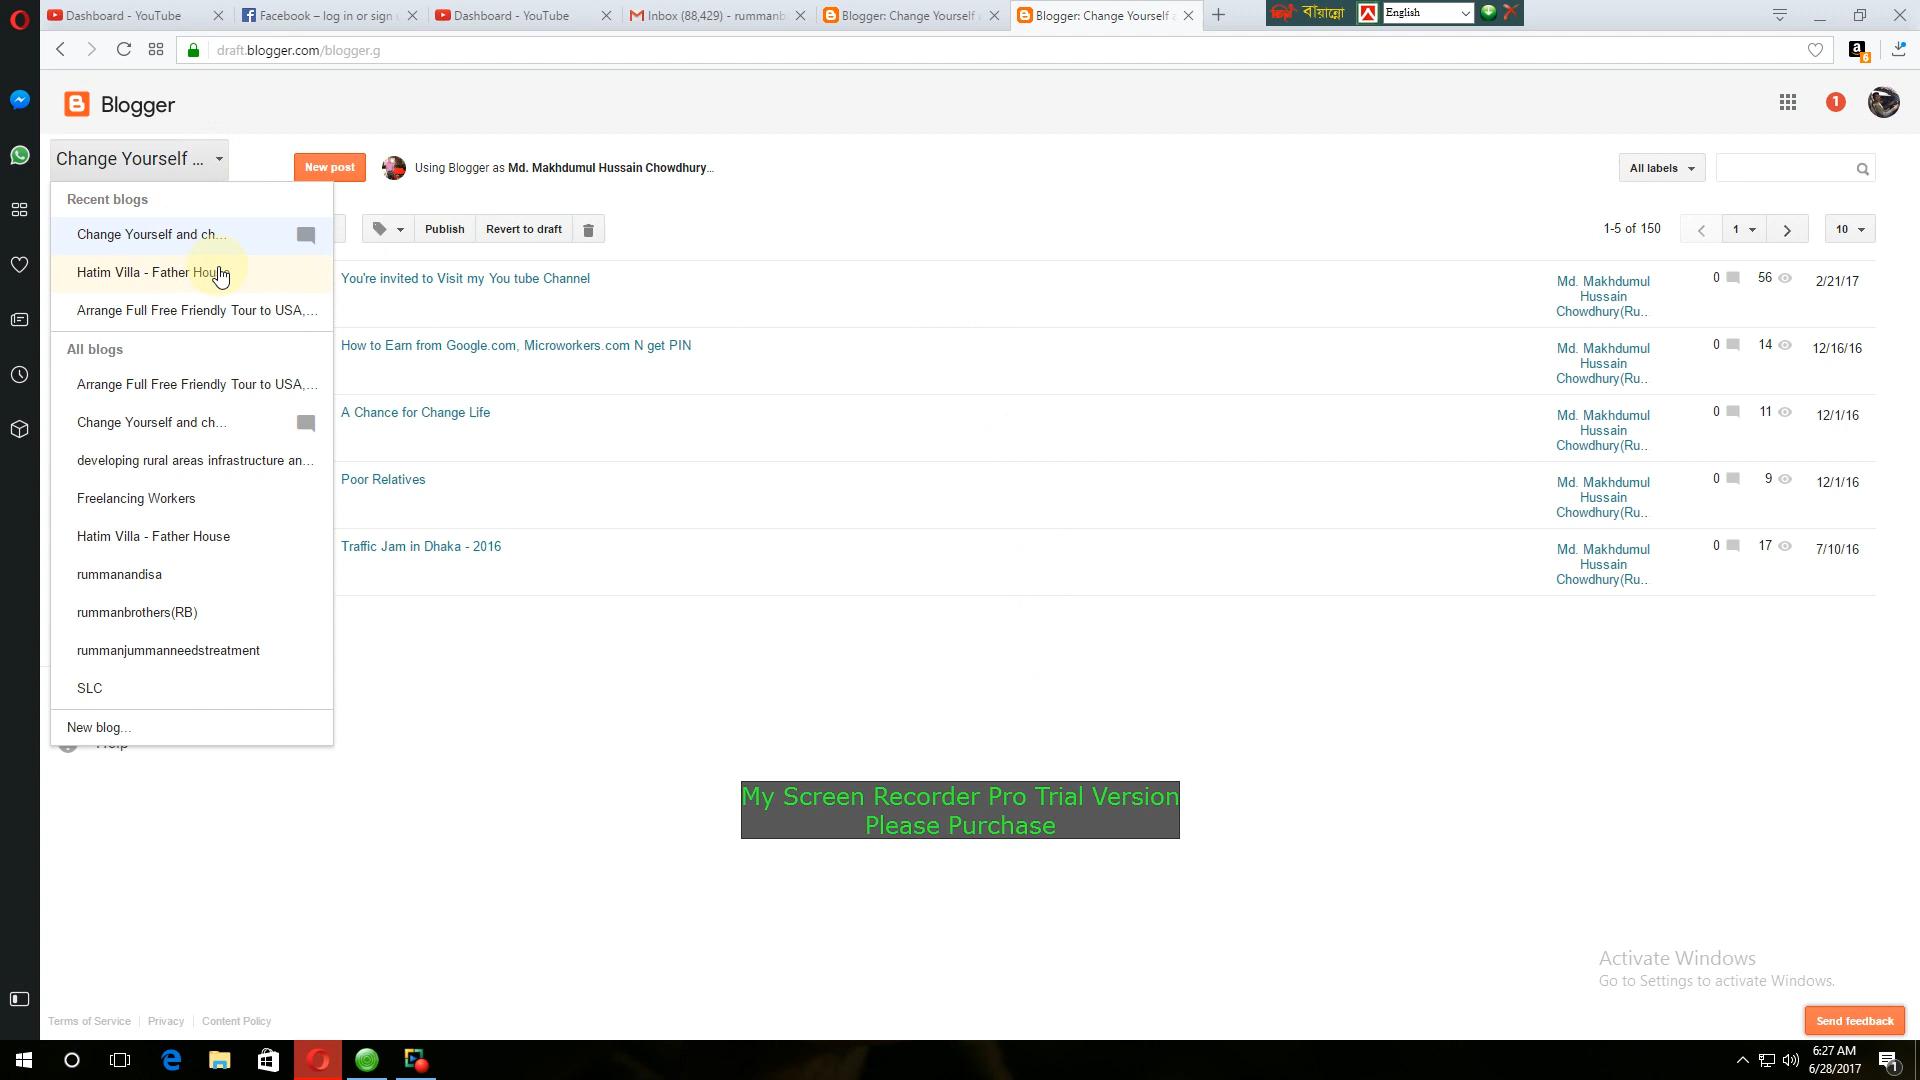 Dashboard - YouTube
Facebook – log in or sign
Dashboard - YouTube
Inbox (88,429) - rummanb
Blogger: Change Yourself
Blogger: Change Yourself a
বায়ান্নো
English
draft.blogger.com/blogger.g
a
6
Blogger
1
Change Yourself ...
New post
Using Blogger as Md. Makhdumul Hussain Chowdhury...
All labels
Recent blogs
Change Yourself and ch...
Hatim Villa - Father House
Arrange Full Free Friendly Tour to USA,...
Publish
Revert to draft
1-5 of 150
1
10
You're invited to Visit my You tube Channel
Md. Makhdumul
Hussain
Chowdhury(Ru..
0
56
2/21/17
How to Earn from Google.com, Microworkers.com N get PIN
Md. Makhdumul
Hussain
Chowdhury(Ru..
0
14
12/16/16
A Chance for Change Life
Md. Makhdumul
Hussain
Chowdhury(Ru..
0
11
12/1/16
Poor Relatives
Md. Makhdumul
Hussain
Chowdhury(Ru..
0
9
12/1/16
Traffic Jam in Dhaka - 2016
Md. Makhdumul
Hussain
Chowdhury(Ru..
0
17
7/10/16
All blogs
Arrange Full Free Friendly Tour to USA,...
Change Yourself and ch...
developing rural areas infrastructure an...
Freelancing Workers
Hatim Villa - Father House
rummanandisa
rummanbrothers(RB)
rummanjummanneedstreatment
SLC
New blog...
Help
My Screen Recorder Pro Trial Version
Please Purchase
Activate Windows
Go to Settings to activate Windows.
Terms of Service
Privacy
Content Policy
Send feedback
6:27 AM
6/28/2017
1